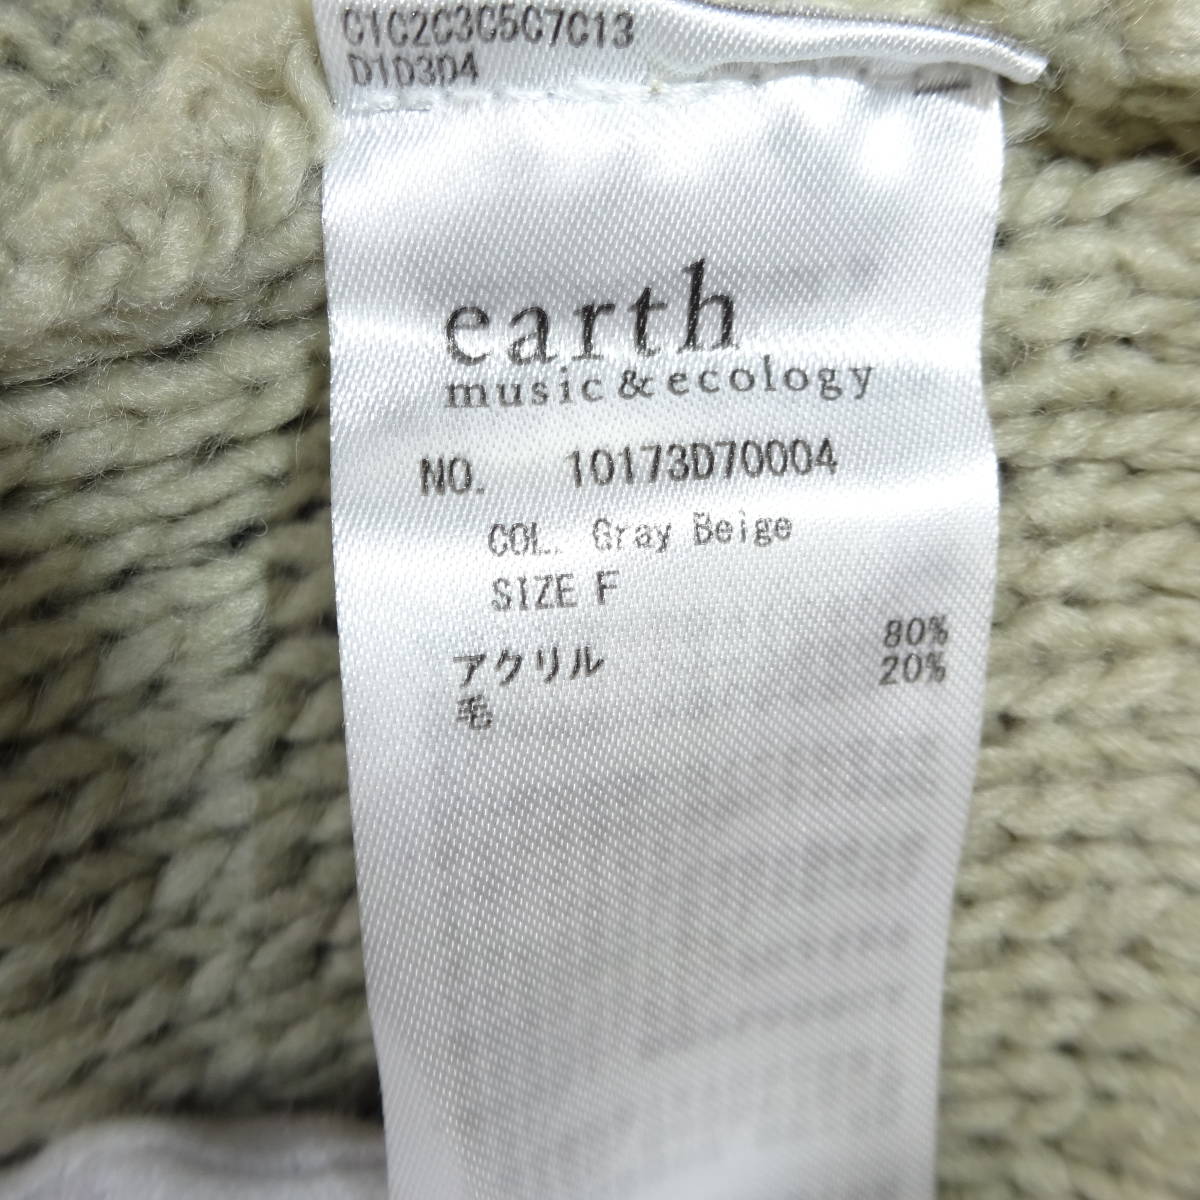 C1C2C3C5C7C13
D1D3D4
earth
music & ecology
NO. 10173D70004
COL. Gray Beige
SIZE F
アクリル 80%
毛 20%